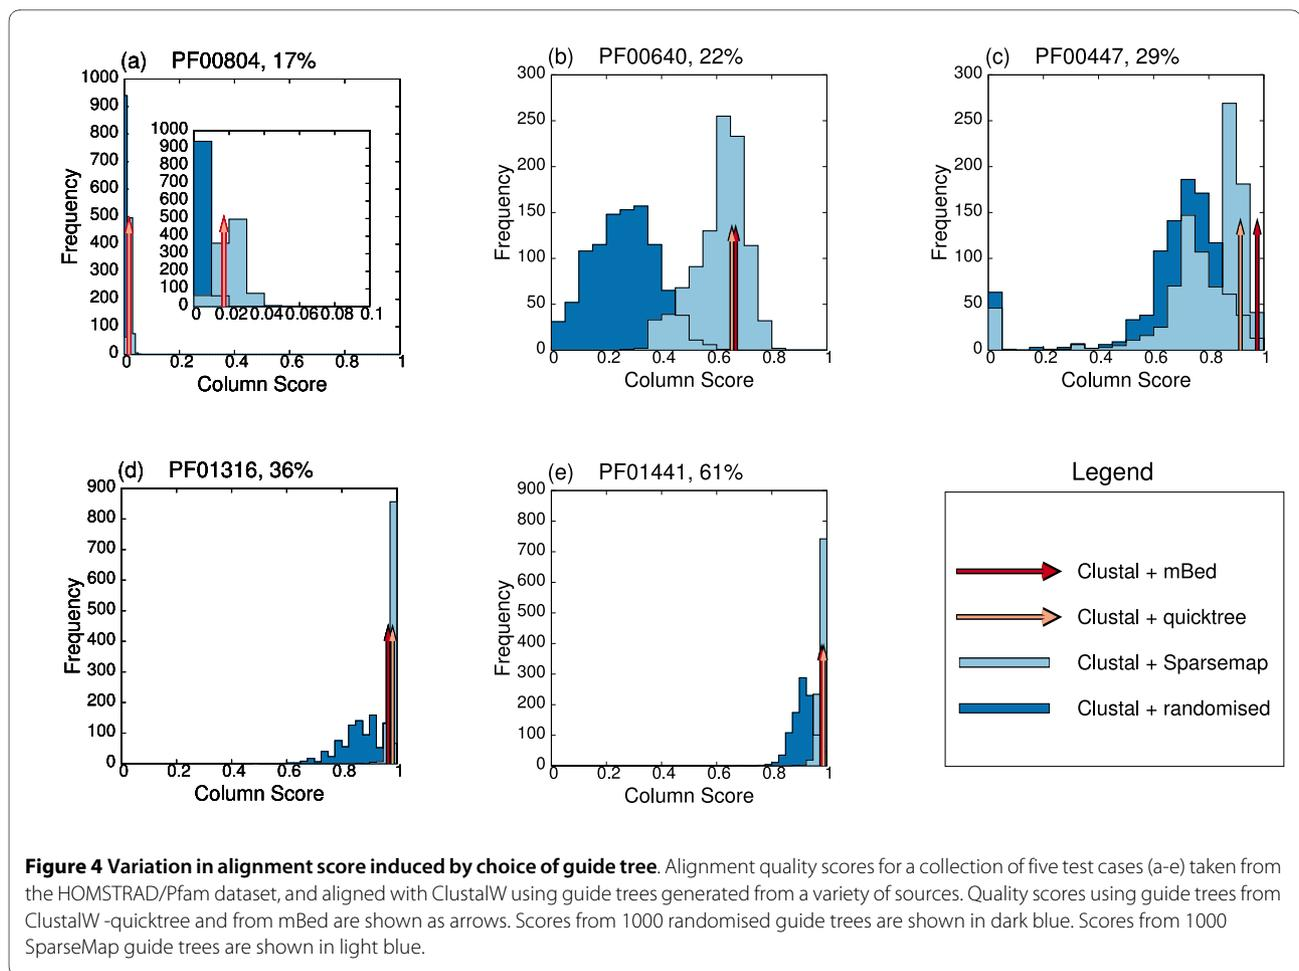 (a) PF00804, 17%
1000
900
800
700
600
500
400
300
200
100
0
Frequency
1000
900
800
700
600
500
400
300
200
100
0
0 0.02 0.04 0.06 0.08 0.1
0 0.2 0.4 0.6 0.8 1
Column Score
(b) PF00640, 22%
300
250
200
150
100
50
0
Frequency
0 0.2 0.4 0.6 0.8 1
Column Score
(c) PF00447, 29%
300
250
200
150
100
50
0
Frequency
0 0.2 0.4 0.6 0.8 1
Column Score
(d) PF01316, 36%
900
800
700
600
500
400
300
200
100
0
Frequency
0 0.2 0.4 0.6 0.8 1
Column Score
(e) PF01441, 61%
900
800
700
600
500
400
300
200
100
0
Frequency
0 0.2 0.4 0.6 0.8 1
Column Score
Legend
Clustal + mBed
Clustal + quicktree
Clustal + Sparsemap
Clustal + randomised
Figure 4 Variation in alignment score induced by choice of guide tree. Alignment quality scores for a collection of five test cases (a-e) taken from
the HOMSTRAD/Pfam dataset, and aligned with ClustalW using guide trees generated from a variety of sources. Quality scores using guide trees from
ClustalW -quicktree and from mBed are shown as arrows. Scores from 1000 randomised guide trees are shown in dark blue. Scores from 1000
SparseMap guide trees are shown in light blue.